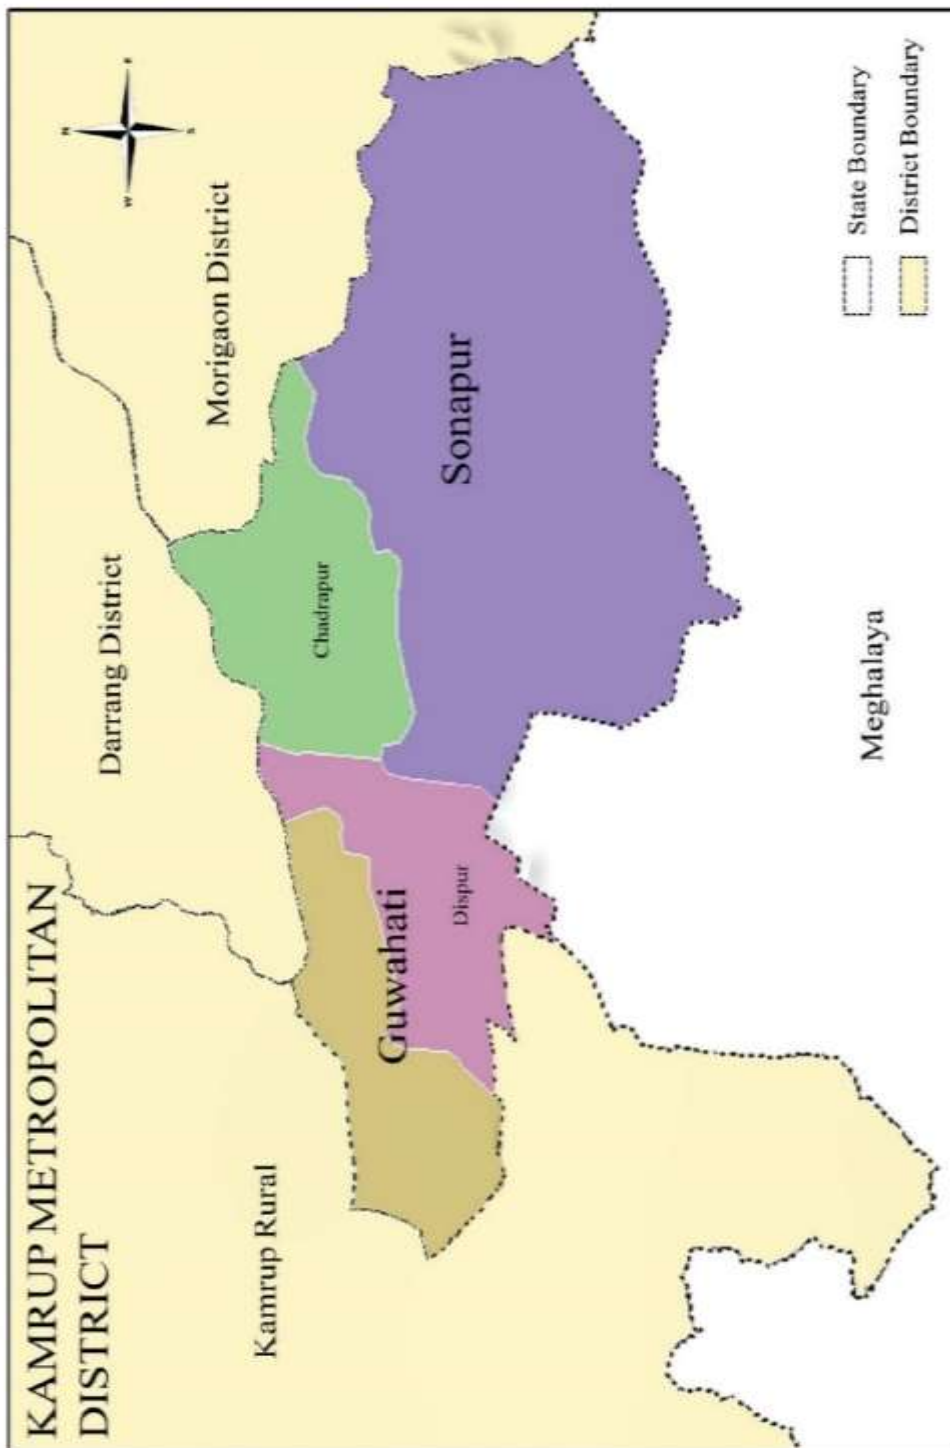 KAMRUP METROPOLITAN
DISTRICT
N
W
E
S
Darrang District
Morigaon District
Kamrup Rural
Chadrapur
Guwahati
Sonapur
Dispur
Meghalaya
State Boundary
District Boundary